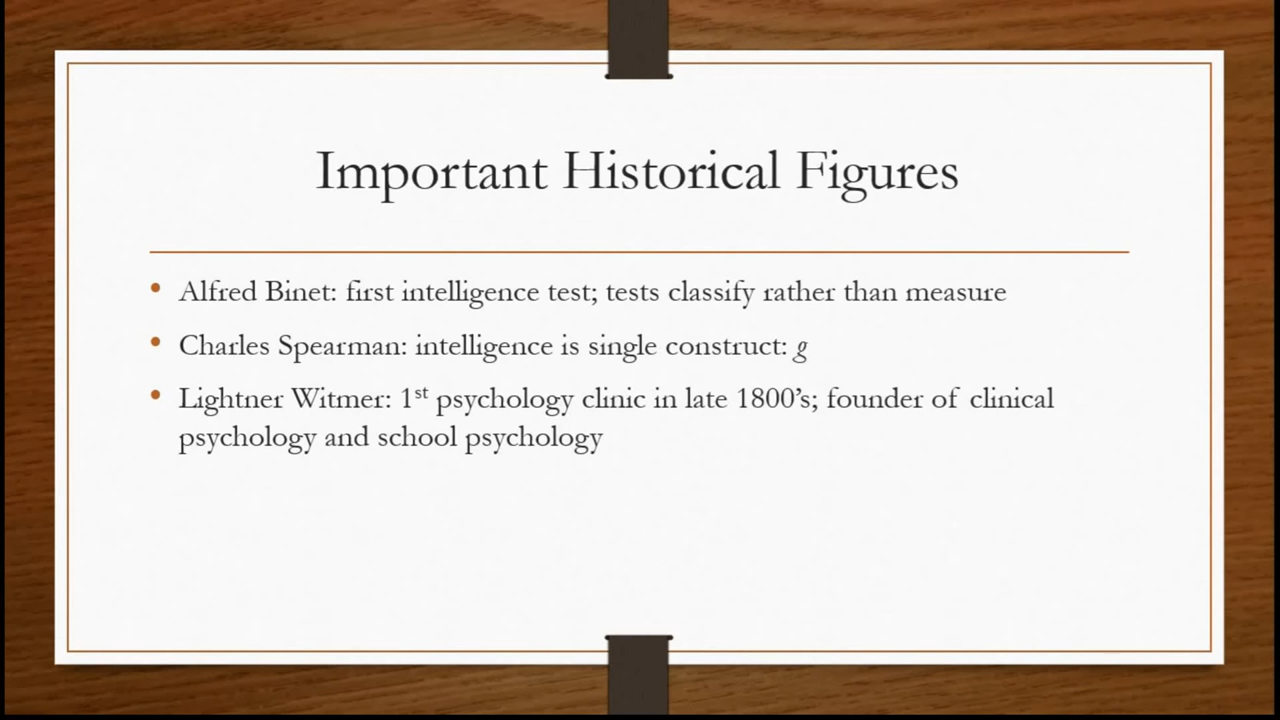 Important Historical Figures
• Alfred Binet: first intelligence test; tests classify rather than measure
• Charles Spearman: intelligence is single construct: g
• Lightner Witmer: 1st psychology clinic in late 1800’s; founder of clinical
psychology and school psychology